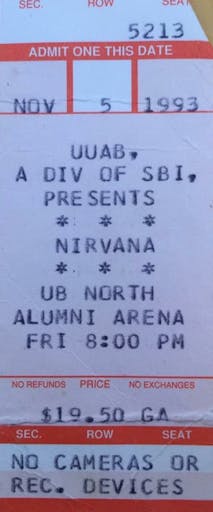 SEC. ROW SEAT
5213
ADMIT ONE THIS DATE
NOV 5 1993
UUAB,
A DIV OF SBI,
PRESENTS
* * *
NIRVANA
* * *
UB NORTH
ALUMNI ARENA
FRI 8:00 PM
NO REFUNDS PRICE NO EXCHANGES
$19.50 GA
SEC. ROW SEAT
NO CAMERAS OR
REC. DEVICES